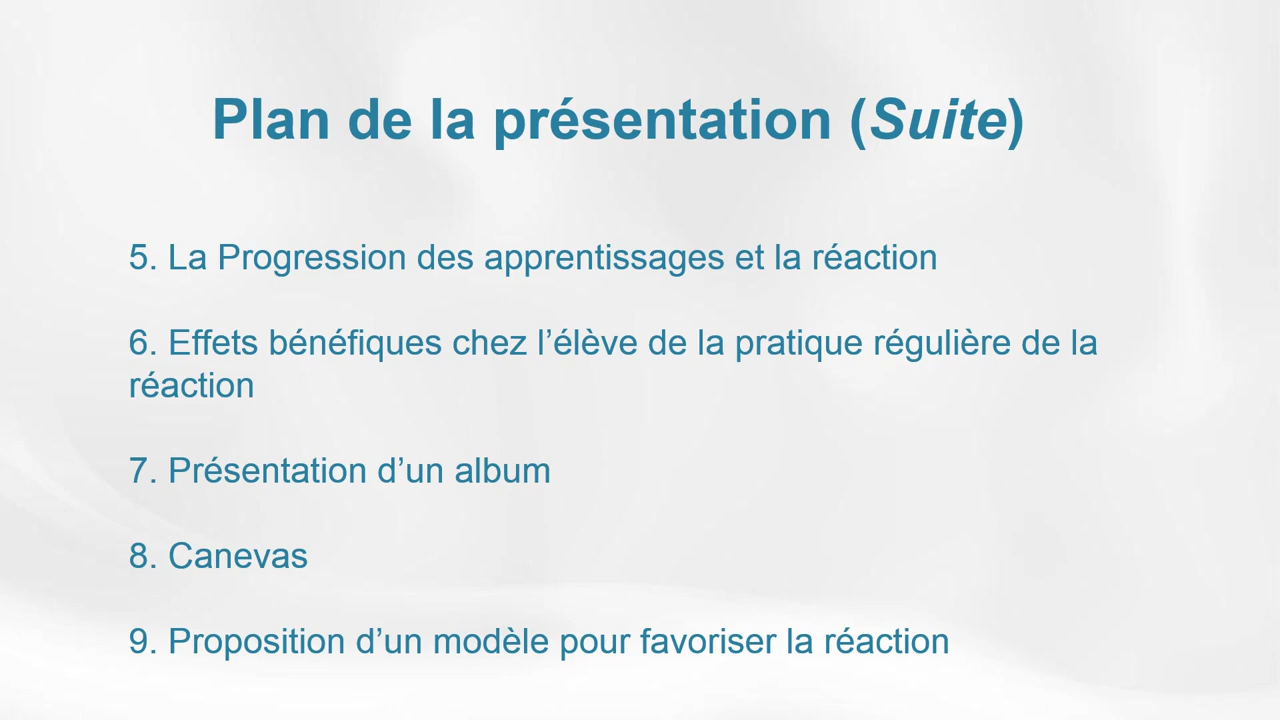 Plan de la présentation (Suite)
5. La Progression des apprentissages et la réaction
6. Effets bénéfiques chez l’élève de la pratique régulière de la
réaction
7. Présentation d’un album
8. Canevas
9. Proposition d’un modèle pour favoriser la réaction